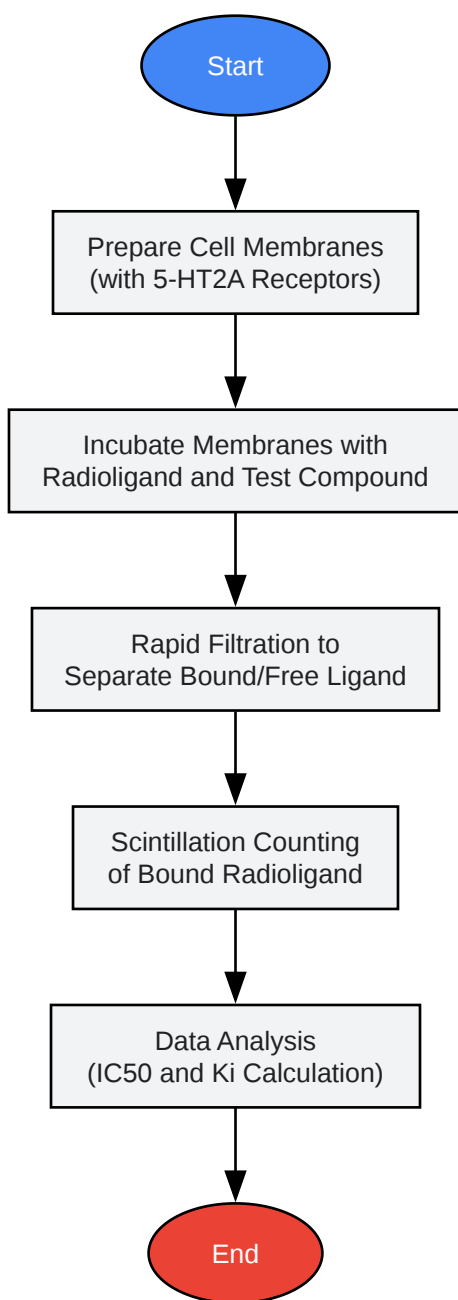 Start
Prepare Cell Membranes
(with 5-HT2A Receptors)
Incubate Membranes with
Radioligand and Test Compound
Rapid Filtration to
Separate Bound/Free Ligand
Scintillation Counting
of Bound Radioligand
Data Analysis
(IC50 and Ki Calculation)
End